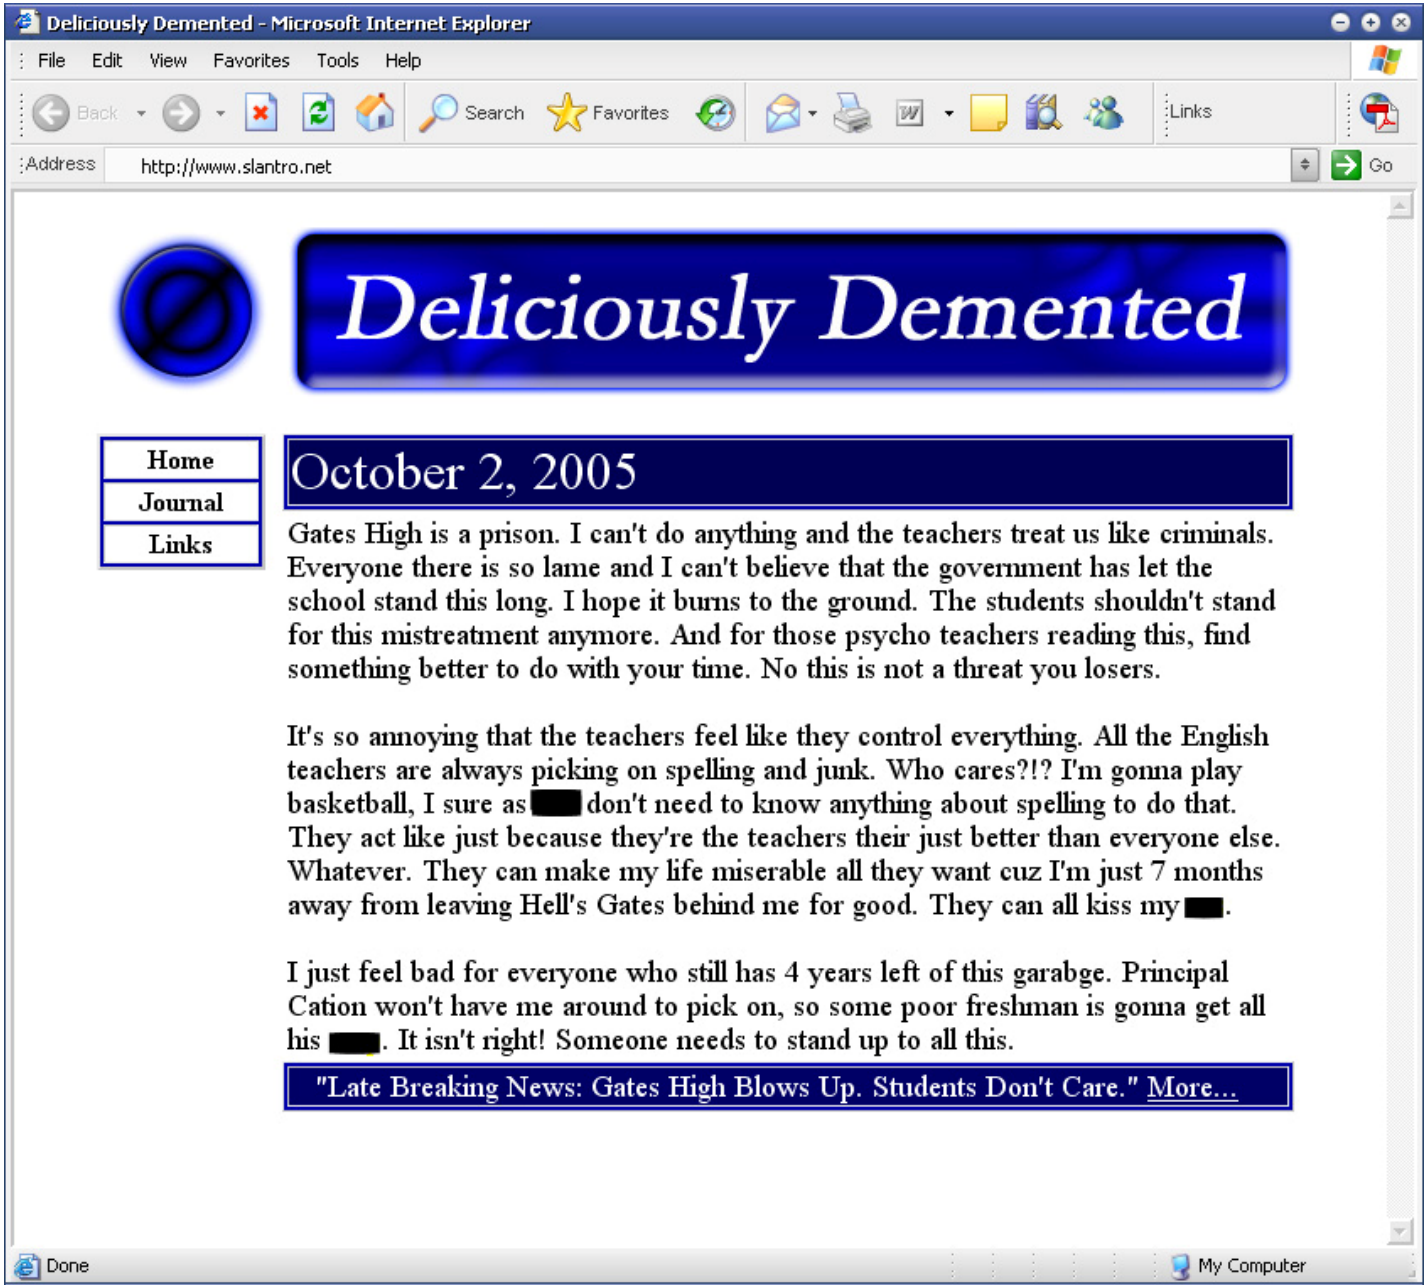 Deliciously Demented - Microsoft Internet Explorer
File Edit View Favorites Tools Help
Back Search Favorites W Links
Address http://www.slantro.net Go
Deliciously Demented
Home
Journal
Links
October 2, 2005
Gates High is a prison. I can't do anything and the teachers treat us like criminals.
Everyone there is so lame and I can't believe that the government has let the
school stand this long. I hope it burns to the ground. The students shouldn't stand
for this mistreatment anymore. And for those psycho teachers reading this, find
something better to do with your time. No this is not a threat you losers.
It's so annoying that the teachers feel like they control everything. All the English
teachers are always picking on spelling and junk. Who cares?!? I'm gonna play
basketball, I sure as don't need to know anything about spelling to do that.
They act like just because they're the teachers their just better than everyone else.
Whatever. They can make my life miserable all they want cuz I'm just 7 months
away from leaving Hell's Gates behind me for good. They can all kiss my .
I just feel bad for everyone who still has 4 years left of this garabge. Principal
Cation won't have me around to pick on, so some poor freshman is gonna get all
his . It isn't right! Someone needs to stand up to all this.
"Late Breaking News: Gates High Blows Up. Students Don't Care." More...
Done My Computer